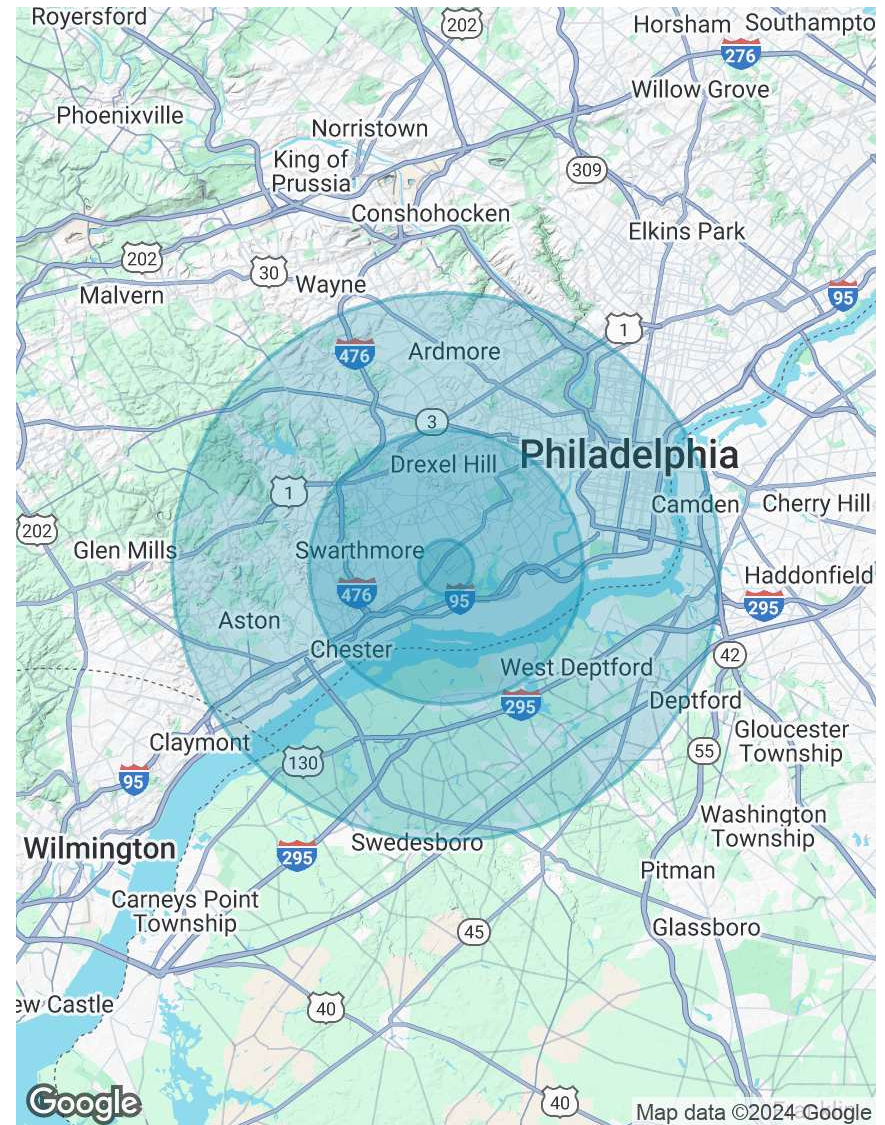 Royersford
202
Horsham
Southampto
276
Willow Grove
Phoenixville
Norristown
King of
Prussia
309
Conshohocken
Elkins Park
202
30
Wayne
Malvern
95
1
476
Ardmore
3
Drexel Hill
Philadelphia
1
Camden
Cherry Hill
202
Glen Mills
Swarthmore
Haddonfield
476
95
295
Aston
Chester
42
West Deptford
295
Deptford
Claymont
130
55
Gloucester
Township
95
Wilmington
295
Swedesboro
Washington
Township
Pitman
Carneys Point
Township
45
Glassboro
ew Castle
40
Google
40
Map data ©2024 Google